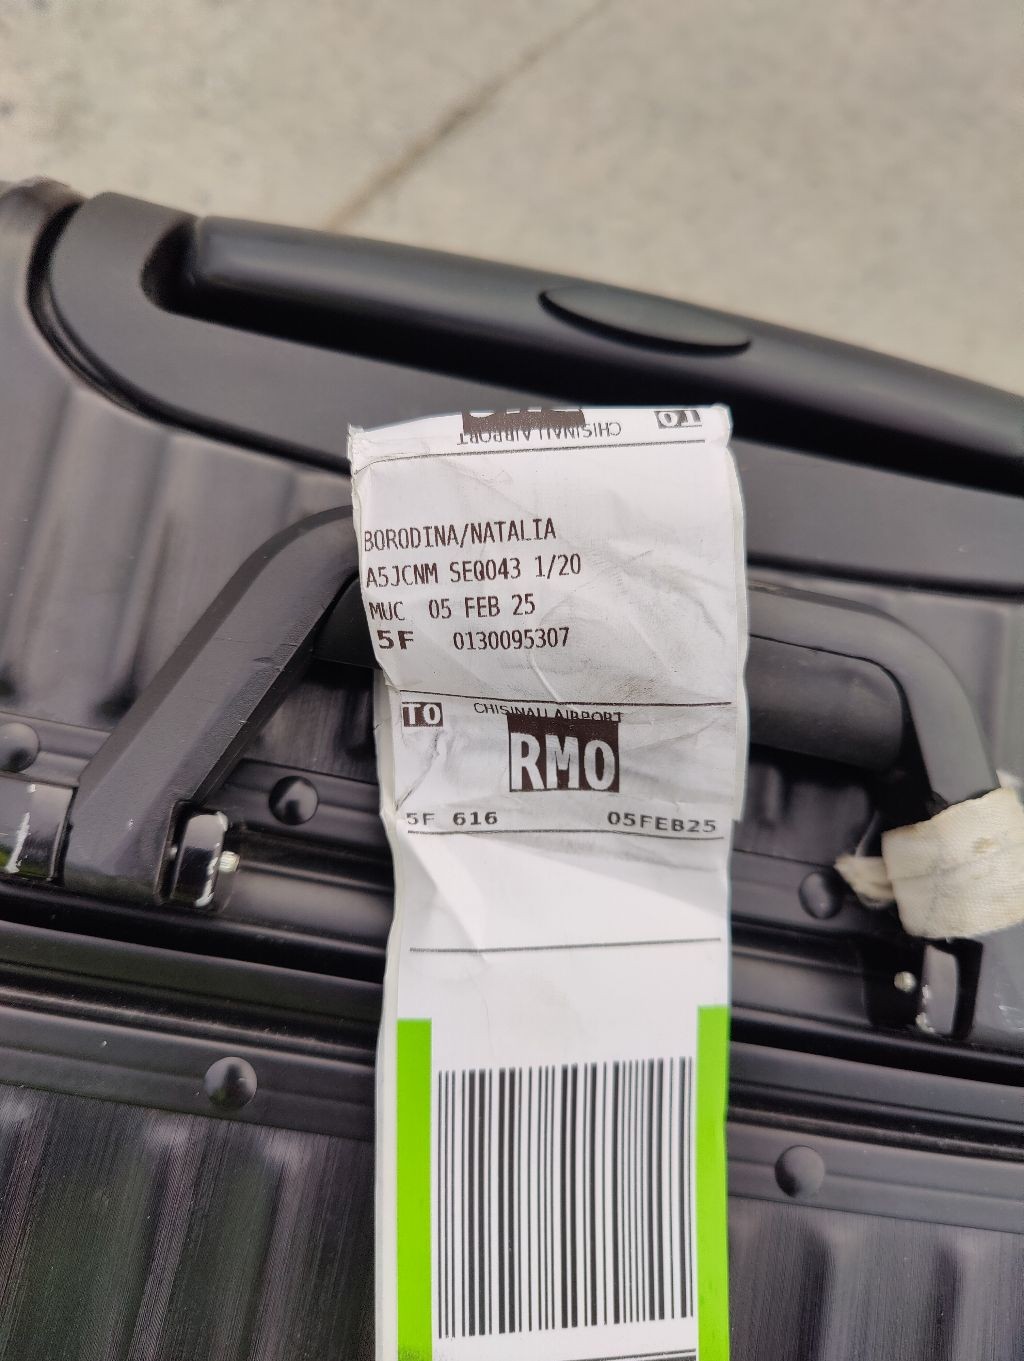 TO
CHISINAU AIRPORT
BORODINA/NATALIA
A5JCNM SEQ043 1/20
MUC 05 FEB 25
5F 0130095307
TO CHISINAU AIRPORT
RMO
5F 616 05FEB25